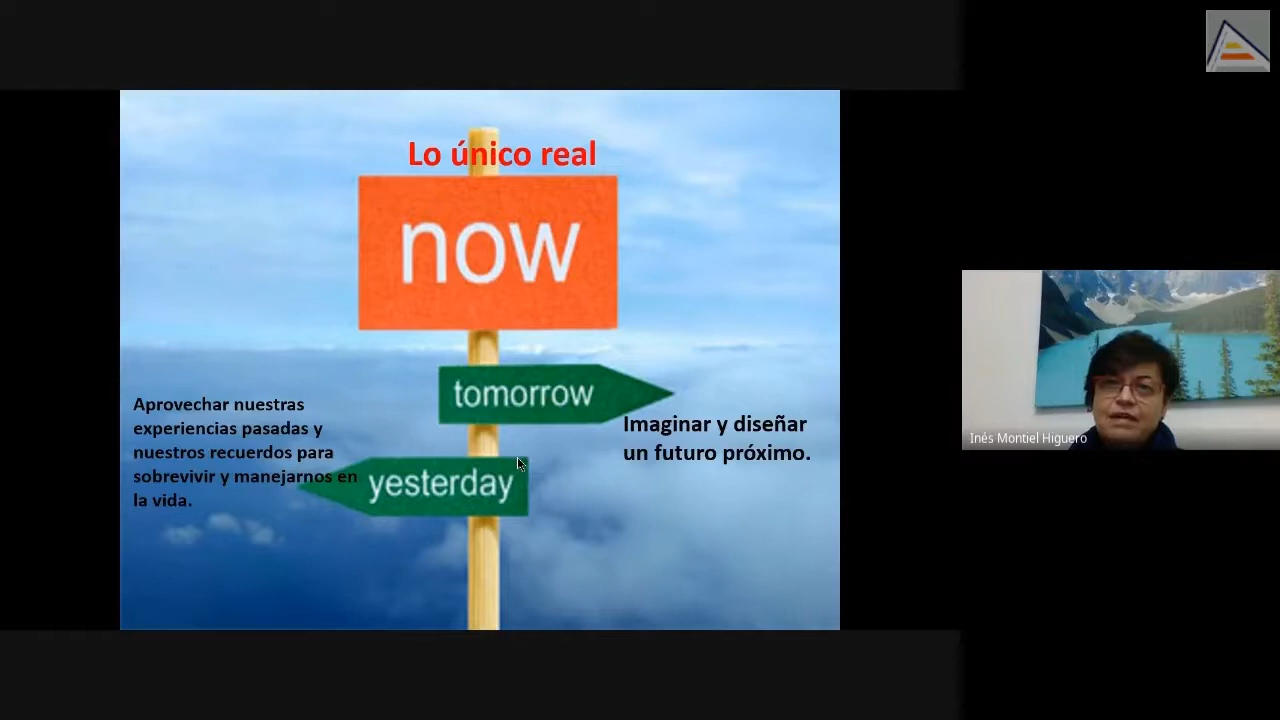 Lo único real
now
tomorrow
Aprovechar nuestras
experiencias pasadas y
nuestros recuerdos para
sobrevivir y manejarnos en
la vida.
Imaginar y diseñar
un futuro próximo.
yesterday
Inés Montiel Higuero